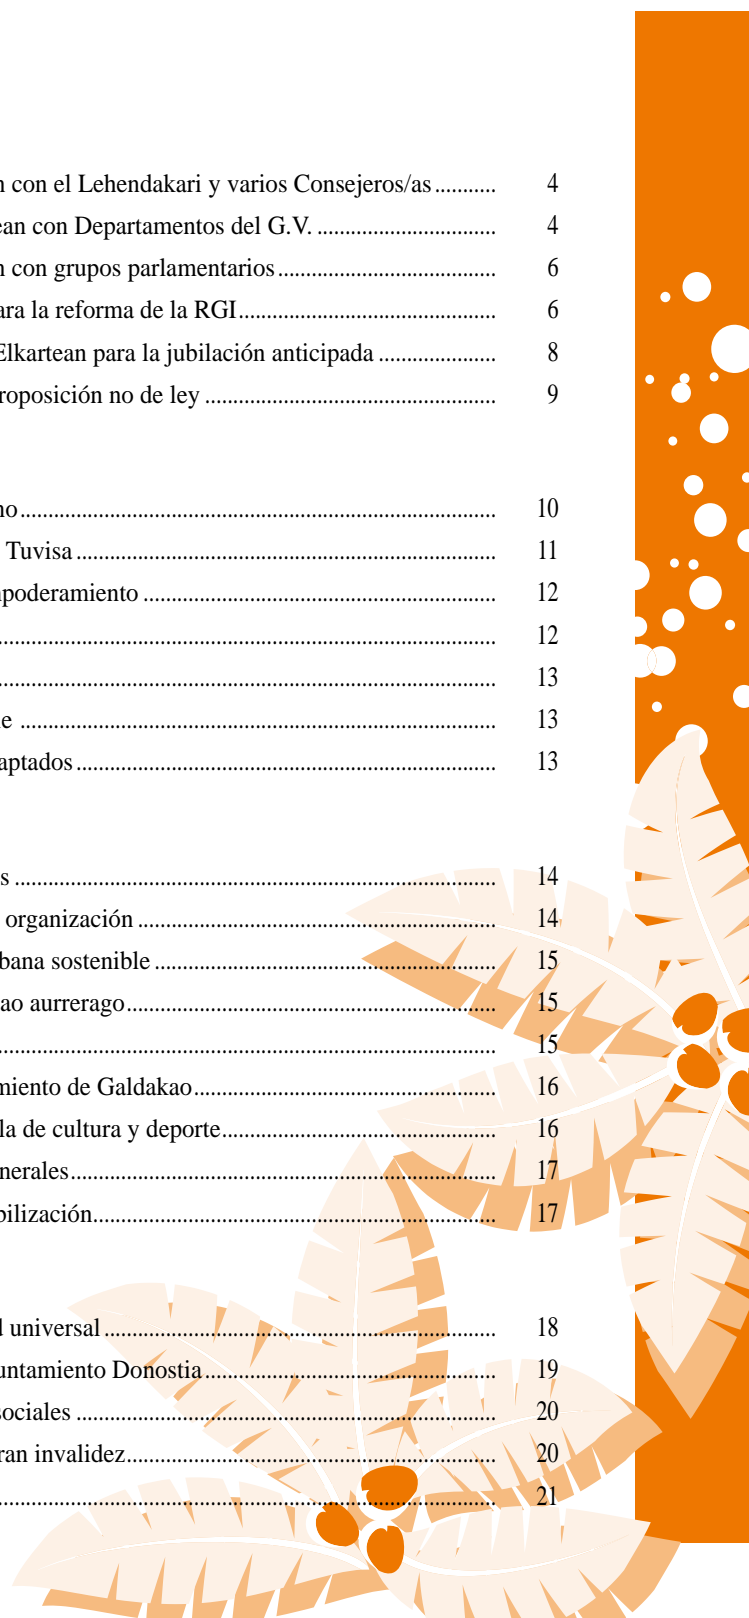 n con el Lehendakari y varios Consejeros/as ........... 4
ean con Departamentos del G.V. ................................ 4
n con grupos parlamentarios ....................................... 6
ara la reforma de la RGI .............................................. 6
Elkartean para la jubilación anticipada ..................... 8
roposición no de ley .................................................... 9
no ..................................................................................... 10
Tuvisa ........................................................................... 11
mpoderamiento ............................................................... 12
......................................................................................... 12
......................................................................................... 13
e ..................................................................................... 13
aptados ........................................................................... 13
s ...................................................................................... 14
organización ................................................................ 14
bana sostenible ............................................................. 15
ao aurrerago .................................................................. 15
......................................................................................... 15
miento de Galdakao ................................................. 16
la de cultura y deporte ................................................. 16
nerales ............................................................................ 17
bilización ........................................................................ 17
d universal ..................................................................... 18
untamiento Donostia ..................................................... 19
sociales ........................................................................... 20
ran invalidez .................................................................. 20
......................................................................................... 21